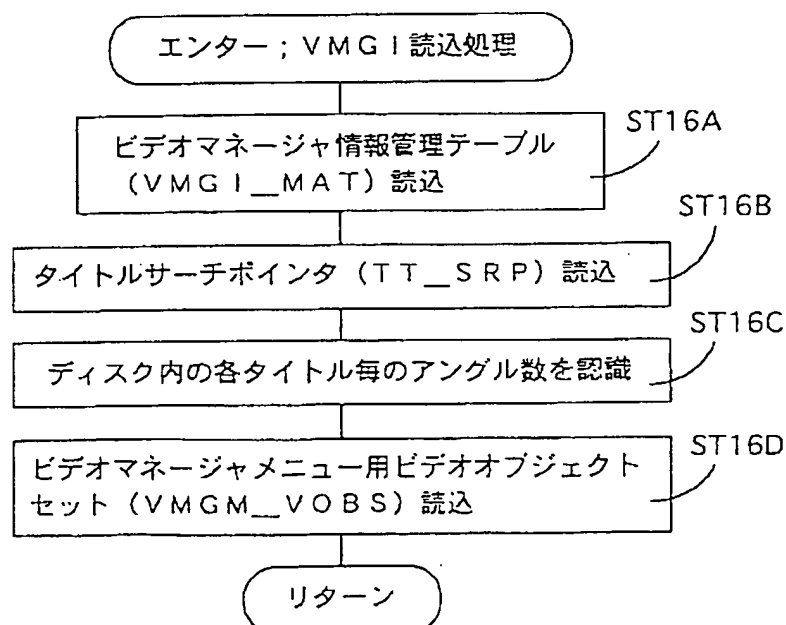 エンター；ＶＭＧＩ読込処理
ビデオマネージャ情報管理テーブル
（ＶＭＧＩ＿ＭＡＴ）読込
ST16A
タイトルサーチポインタ（ＴＴ＿ＳＲＰ）読込
ST16B
ディスク内の各タイトル毎のアングル数を認識
ST16C
ビデオマネージャメニュー用ビデオオブジェクト
セット（ＶＭＧＭ＿ＶＯＢＳ）読込
ST16D
リターン